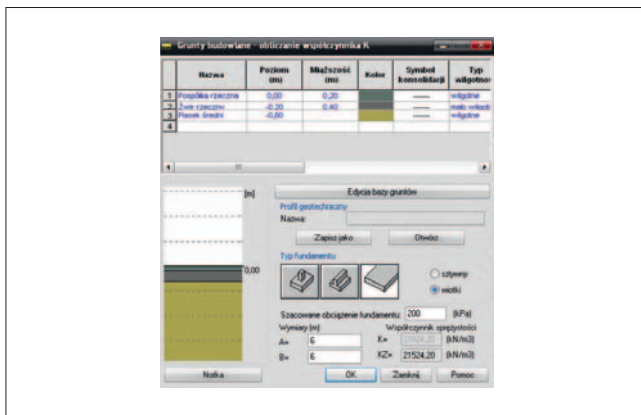 Grunty budowlane - obliczanie współczynnika K
Nazwa Poziom (m) Miąższość (m) Kolor Symbol konsolidacji Typ wilgotnoś
1 Pospółka rzeczna 0,00 0,20 ------ wilgotne
2 Żwir rzeczny -0,20 0,40 ------ mało wilgotn
3 Piasek średni -0,60 ------ wilgotne
4
[m]
Edycja bazy gruntów
Profil geotechniczny
Nazwa:
Zapisz jako Otwórz
Typ fundamentu
0,00
sztywny
wiotki
Szacowane obciążenie fundamentu: 200 (kPa)
Wymiary (m) Współczynnik sprężystości
A= 6 K= 21524,20 (kN/m3)
B= 6 KZ= 21524,20 (kN/m3)
Notka OK Zamknij Pomoc